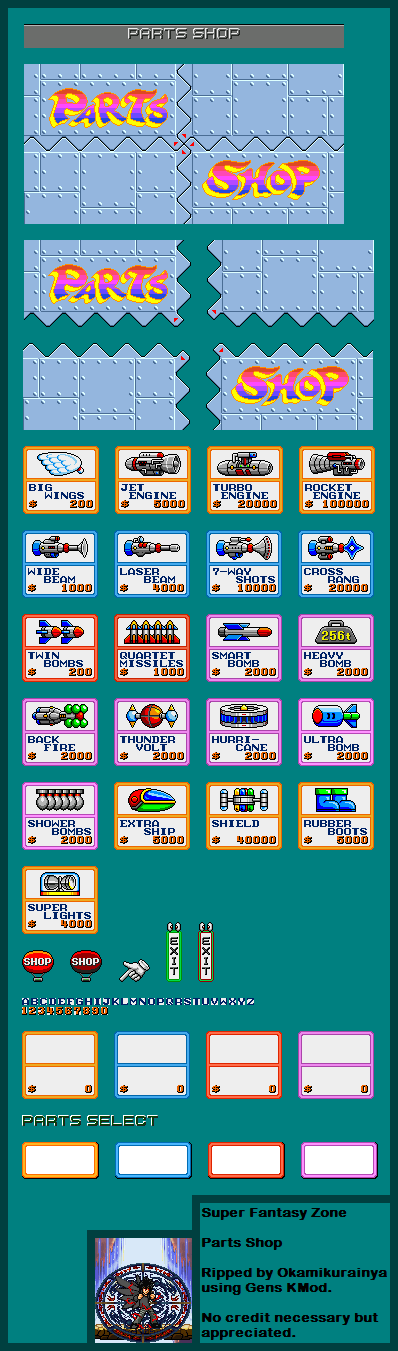 PARTS SHOP
PARTS
SHOP
PARTS
SHOP
BIG WINGS
$ 200
JET ENGINE
$ 5000
TURBO ENGINE
$ 20000
ROCKET ENGINE
$ 100000
WIDE BEAM
$ 1000
LASER BEAM
$ 4000
7-WAY SHOTS
$ 10000
CROSS RANG
$ 20000
TWIN BOMBS
$ 200
QUARTET MISSILES
$ 1000
SMART BOMB
$ 2000
256t
HEAVY BOMB
$ 2000
BACK FIRE
$ 2000
THUNDER VOLT
$ 2000
HURRI-CANE
$ 2000
ULTRA BOMB
$ 2000
SHOWER BOMBS
$ 2000
EXTRA SHIP
$ 5000
SHIELD
$ 40000
RUBBER BOOTS
$ 5000
SUPER LIGHTS
$ 4000
SHOP
SHOP
EXIT
EXIT
ABCDEFGHIJKLMNOPQRSTUVWXYZ
1234567890
$ 0
$ 0
$ 0
$ 0
PARTS SELECT
Super Fantasy Zone
Parts Shop
Ripped by Okamikurainya
using Gens KMod.
No credit necessary but
appreciated.